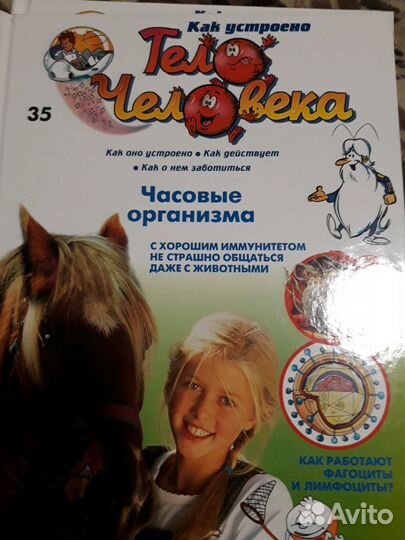 Как устроено
Тело
Человека
35
Как оно устроено • Как действует
• Как о нем заботиться
Часовые
организма
С ХОРОШИМ ИММУНИТЕТОМ
НЕ СТРАШНО ОБЩАТЬСЯ
ДАЖЕ С ЖИВОТНЫМИ
КАК РАБОТАЮТ
ФАГОЦИТЫ
И ЛИМФОЦИТЫ?
Avito